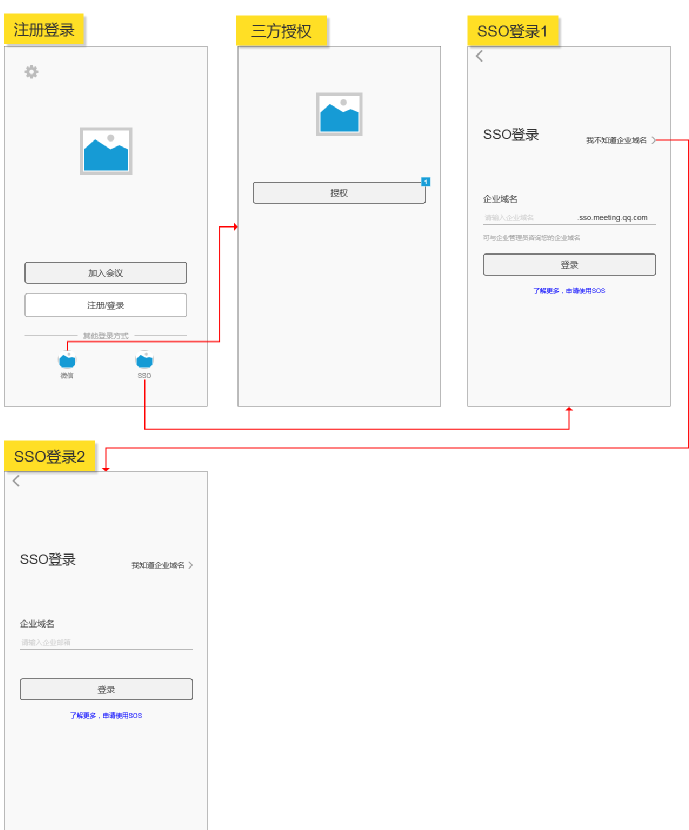 注册登录
三方授权
SSO登录1
加入会议
注册/登录
其他登录方式
微信
SSO
1
授权
SSO登录
我不知道企业域名
企业域名
请输入企业域名
.sso.meeting.qq.com
可与企业管理员咨询您的企业域名
登录
了解更多，申请使用SOS
SSO登录2
SSO登录
我知道企业域名
企业域名
请输入企业邮箱
登录
了解更多，申请使用SOS